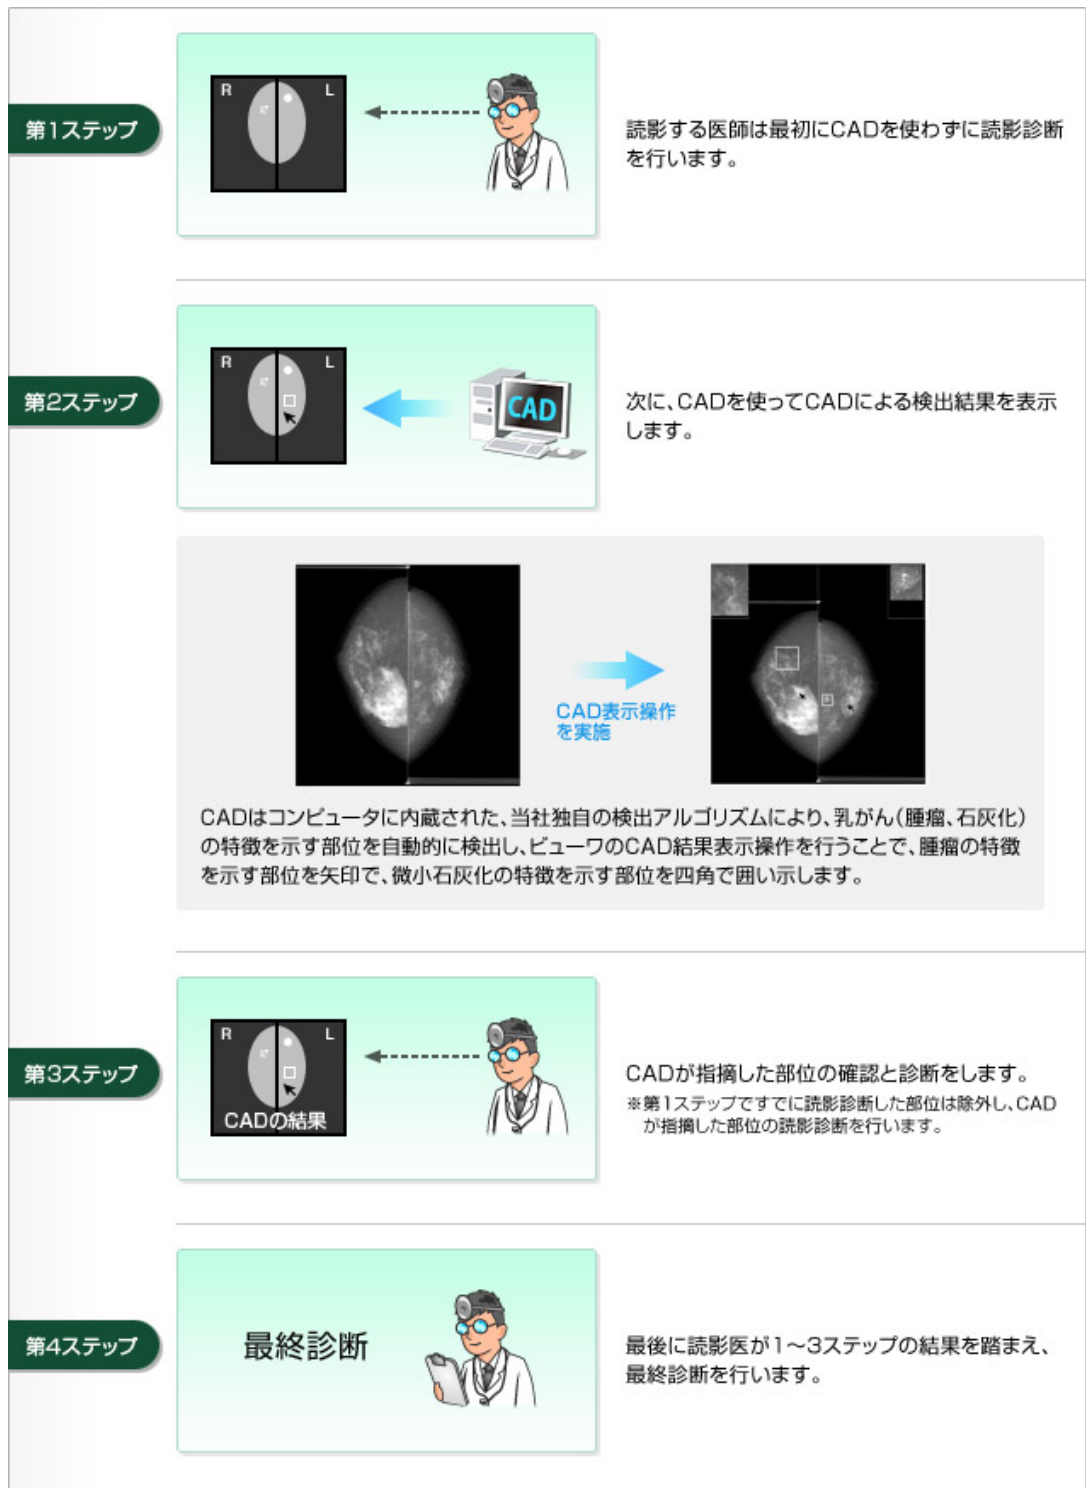 第1ステップ
R L
読影する医師は最初にCADを使わずに読影診断
を行います。
第2ステップ
R L
CAD
次に、CADを使ってCADによる検出結果を表示
します。
CAD表示操作
を実施
CADはコンピュータに内蔵された、当社独自の検出アルゴリズムにより、乳がん(腫瘤、石灰化)
の特徴を示す部位を自動的に検出し、ビューワのCAD結果表示操作を行うことで、腫瘤の特徴
を示す部位を矢印で、微小石灰化の特徴を示す部位を四角で囲い示します。
第3ステップ
R L
CADの結果
CADが指摘した部位の確認と診断をします。
※第1ステップですでに読影診断した部位は除外し、CAD
が指摘した部位の読影診断を行います。
第4ステップ
最終診断
最後に読影医が1～3ステップの結果を踏まえ、
最終診断を行います。